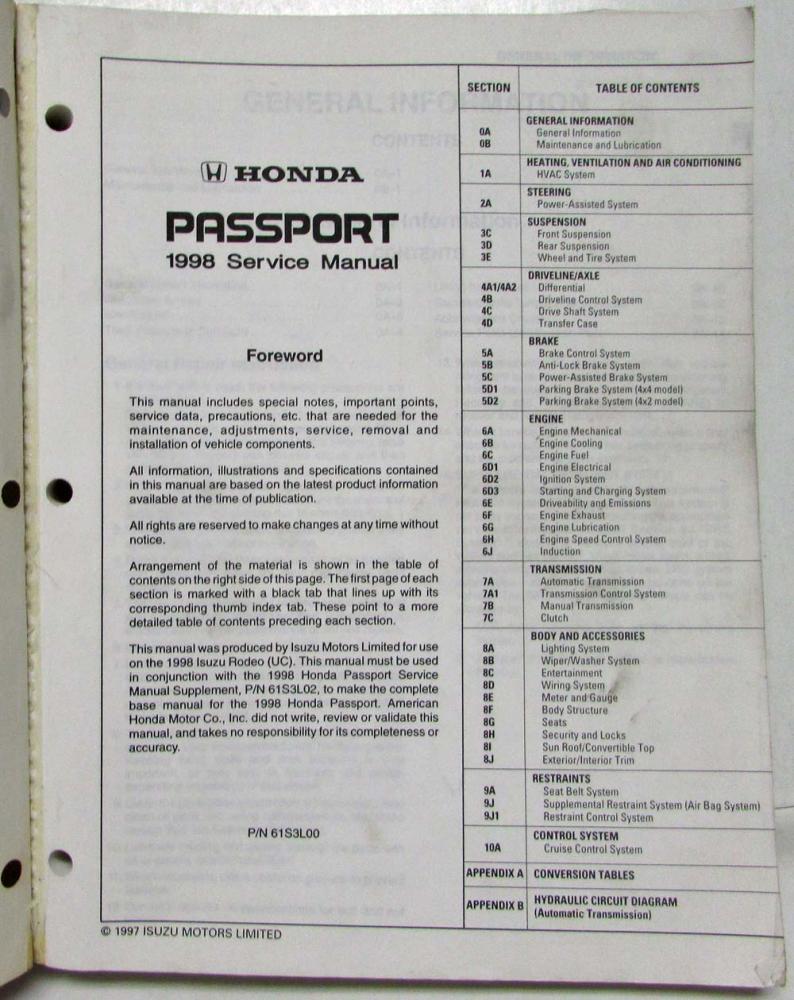 HONDA
PASSPORT
1998 Service Manual
Foreword
This manual includes special notes, important points,
service data, precautions, etc. that are needed for the
maintenance, adjustments, service, removal and
installation of vehicle components.
All information, illustrations and specifications contained
in this manual are based on the latest product information
available at the time of publication.
All rights are reserved to make changes at any time without
notice.
Arrangement of the material is shown in the table of
contents on the right side of this page. The first page of each
section is marked with a black tab that lines up with its
corresponding thumb index tab. These point to a more
detailed table of contents preceding each section.
This manual was produced by Isuzu Motors Limited for use
on the 1998 Isuzu Rodeo (UC). This manual must be used
in conjunction with the 1998 Honda Passport Service
Manual Supplement, P/N 61S3L02, to make the complete
base manual for the 1998 Honda Passport. American
Honda Motor Co., Inc. did not write, review or validate this
manual, and takes no responsibility for its completeness or
accuracy.
P/N 61S3L00
© 1997 ISUZU MOTORS LIMITED
SECTION TABLE OF CONTENTS
GENERAL INFORMATION
0A General Information
0B Maintenance and Lubrication
HEATING, VENTILATION AND AIR CONDITIONING
1A HVAC System
STEERING
2A Power-Assisted System
SUSPENSION
3C Front Suspension
3D Rear Suspension
3E Wheel and Tire System
DRIVELINE/AXLE
4A1/4A2 Differential
4B Driveline Control System
4C Drive Shaft System
4D Transfer Case
BRAKE
5A Brake Control System
5B Anti-Lock Brake System
5C Power-Assisted Brake System
5D1 Parking Brake System (4x4 model)
5D2 Parking Brake System (4x2 model)
ENGINE
6A Engine Mechanical
6B Engine Cooling
6C Engine Fuel
6D1 Engine Electrical
6D2 Ignition System
6D3 Starting and Charging System
6E Driveability and Emissions
6F Engine Exhaust
6G Engine Lubrication
6H Engine Speed Control System
6J Induction
TRANSMISSION
7A Automatic Transmission
7A1 Transmission Control System
7B Manual Transmission
7C Clutch
BODY AND ACCESSORIES
8A Lighting System
8B Wiper/Washer System
8C Entertainment
8D Wiring System
8E Meter and Gauge
8F Body Structure
8G Seats
8H Security and Locks
8I Sun Roof/Convertible Top
8J Exterior/Interior Trim
RESTRAINTS
9A Seat Belt System
9J Supplemental Restraint System (Air Bag System)
9J1 Restraint Control System
CONTROL SYSTEM
10A Cruise Control System
APPENDIX A CONVERSION TABLES
APPENDIX B HYDRAULIC CIRCUIT DIAGRAM
(Automatic Transmission)